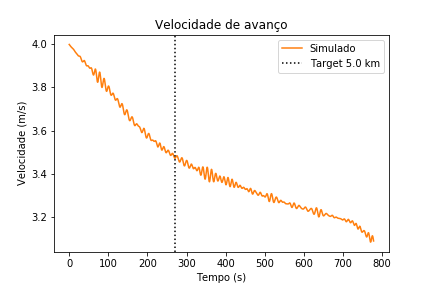 Velocidade de avanço
Simulado
Target 5.0 km
Velocidade (m/s)
4.0
3.8
3.6
3.4
3.2
0 100 200 300 400 500 600 700 800
Tempo (s)